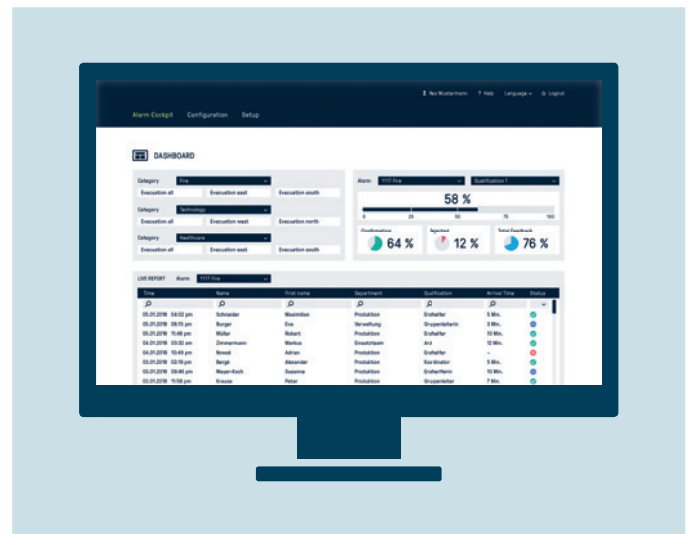 Max Mustermann ? Help Language Logout
Alarm Cockpit Configuration Setup
DASHBOARD
Category Fire
Evacuation all Evacuation east Evacuation south
Category Technology
Evacuation all Evacuation west Evacuation north
Category Healthcare
Evacuation all Evacuation east Evacuation south
Alarm 1117 Fire Qualification 1
58 %
0 25 50 75 100
Confirmation Rejected Total Feedback
64 % 12 % 76 %
LIVE REPORT Alarm 1117 Fire
Time Name First name Department Qualification Arrival Time Status
05.01.2018 04:02 pm Schneider Maximilian Produktion Ersthelfer 5 Min.
05.01.2018 08:15 pm Burger Eva Verwaltung Gruppenleiterin 3 Min.
05.01.2018 11:48 pm Müller Robert Produktion Ersthelfer 10 Min.
04.01.2018 03:32 am Zimmermann Markus Einsatzteam Arzt 12 Min.
04.01.2018 10:48 pm Nowak Adrian Produktion Ersthelfer -
03.01.2018 02:19 pm Bergé Alexander Produktion Koordinator 5 Min.
03.01.2018 09:46 pm Meyer-Koch Susanne Produktion Ersthelferin 10 Min.
03.01.2018 11:56 pm Krause Peter Produktion Gruppenleiter 7 Min.